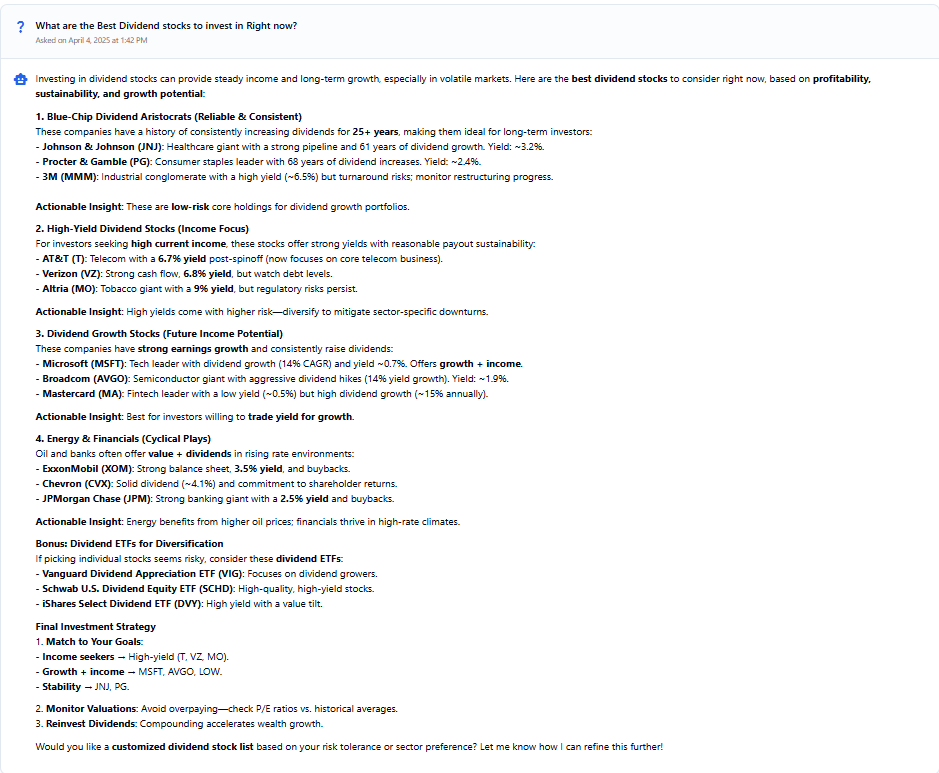 What are the Best Dividend stocks to invest in Right now?
Asked on April 4, 2025 at 1:42 PM
Investing in dividend stocks can provide steady income and long-term growth, especially in volatile markets. Here are the best dividend stocks to consider right now, based on profitability,
sustainability, and growth potential:
1. Blue-Chip Dividend Aristocrats (Reliable & Consistent)
These companies have a history of consistently increasing dividends for 25+ years, making them ideal for long-term investors:
- Johnson & Johnson (JNJ): Healthcare giant with a strong pipeline and 61 years of dividend growth. Yield: ~3.2%.
- Procter & Gamble (PG): Consumer staples leader with 68 years of dividend increases. Yield: ~2.4%.
- 3M (MMM): Industrial conglomerate with a high yield (~6.5%) but turnaround risks; monitor restructuring progress.
Actionable Insight: These are low-risk core holdings for dividend growth portfolios.
2. High-Yield Dividend Stocks (Income Focus)
For investors seeking high current income, these stocks offer strong yields with reasonable payout sustainability:
- AT&T (T): Telecom with a 6.7% yield post-spinoff (now focuses on core telecom business).
- Verizon (VZ): Strong cash flow, 6.8% yield, but watch debt levels.
- Altria (MO): Tobacco giant with a 9% yield, but regulatory risks persist.
Actionable Insight: High yields come with higher risk—diversify to mitigate sector-specific downturns.
3. Dividend Growth Stocks (Future Income Potential)
These companies have strong earnings growth and consistently raise dividends:
- Microsoft (MSFT): Tech leader with dividend growth (14% CAGR) and yield ~0.7%. Offers growth + income.
- Broadcom (AVGO): Semiconductor giant with aggressive dividend hikes (14% yield growth). Yield: ~1.9%.
- Mastercard (MA): Fintech leader with a low yield (~0.5%) but high dividend growth (~15% annually).
Actionable Insight: Best for investors willing to trade yield for growth.
4. Energy & Financials (Cyclical Plays)
Oil and banks often offer value + dividends in rising rate environments:
- ExxonMobil (XOM): Strong balance sheet, 3.5% yield, and buybacks.
- Chevron (CVX): Solid dividend (~4.1%) and commitment to shareholder returns.
- JPMorgan Chase (JPM): Strong banking giant with a 2.5% yield and buybacks.
Actionable Insight: Energy benefits from higher oil prices; financials thrive in high-rate climates.
Bonus: Dividend ETFs for Diversification
If picking individual stocks seems risky, consider these dividend ETFs:
- Vanguard Dividend Appreciation ETF (VIG): Focuses on dividend growers.
- Schwab U.S. Dividend Equity ETF (SCHD): High-quality, high-yield stocks.
- iShares Select Dividend ETF (DVY): High yield with a value tilt.
Final Investment Strategy
1. Match to Your Goals:
- Income seekers → High-yield (T, VZ, MO).
- Growth + income → MSFT, AVGO, LOW.
- Stability → JNJ, PG.
2. Monitor Valuations: Avoid overpaying—check P/E ratios vs. historical averages.
3. Reinvest Dividends: Compounding accelerates wealth growth.
Would you like a customized dividend stock list based on your risk tolerance or sector preference? Let me know how I can refine this further!